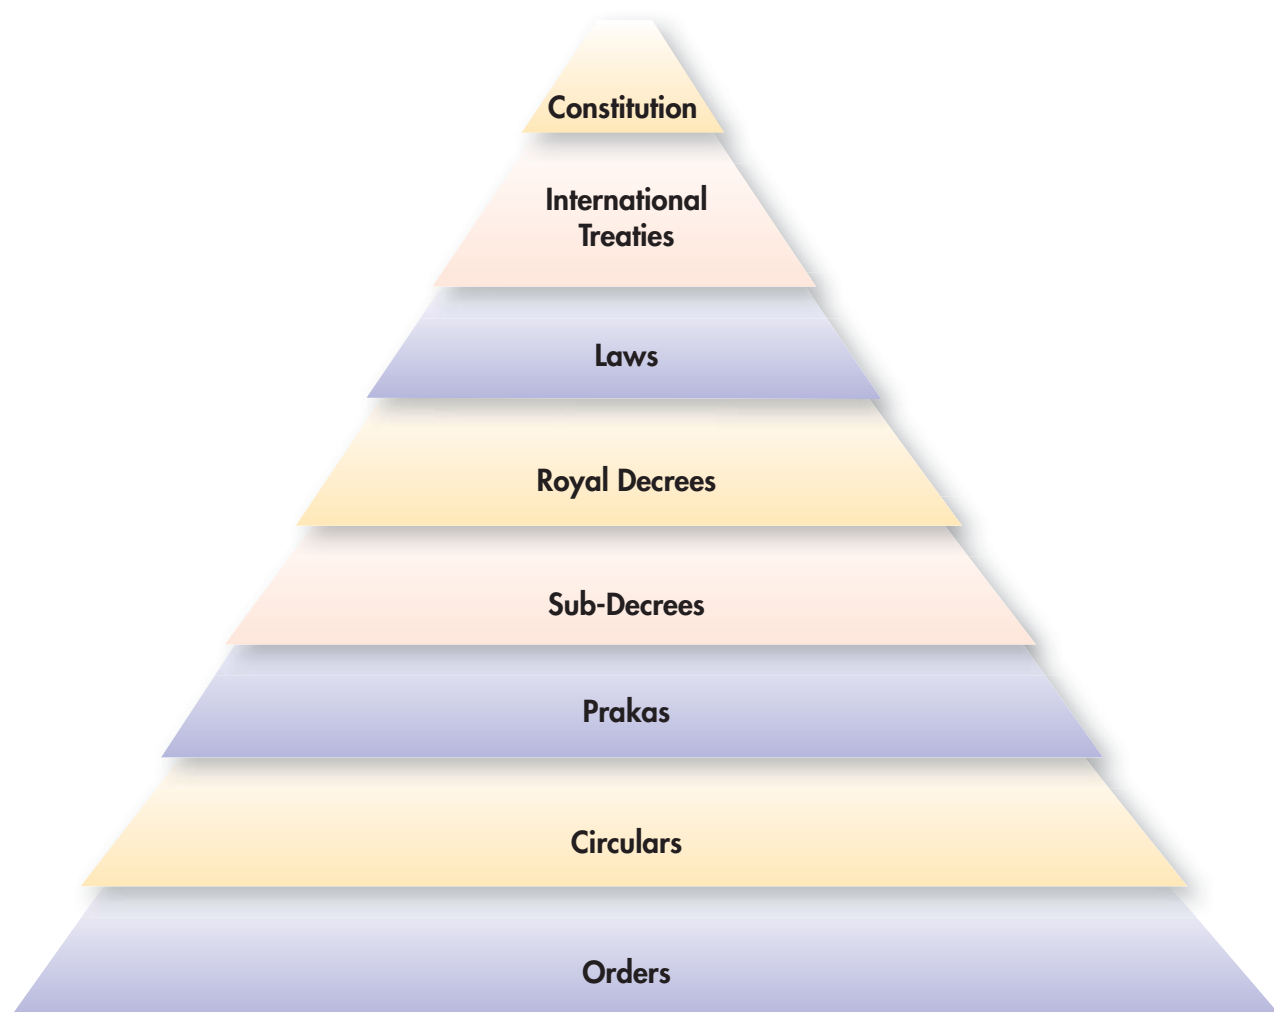 Constitution
International
Treaties
Laws
Royal Decrees
Sub-Decrees
Prakas
Circulars
Orders